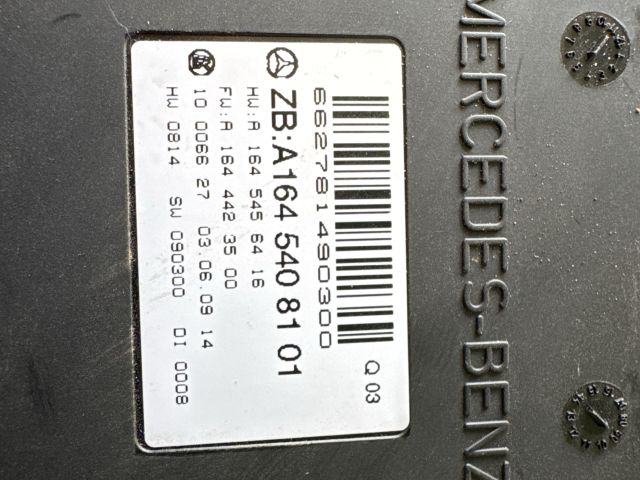 MERCEDES-BENZ
Q 03
662781490300
ZB:A164 540 81 01
HW:A 164 545 64 16
FW:A 164 442 35 00
10 0066 27 03.06.09 14
HW 0814 SW 090300 DI 0008